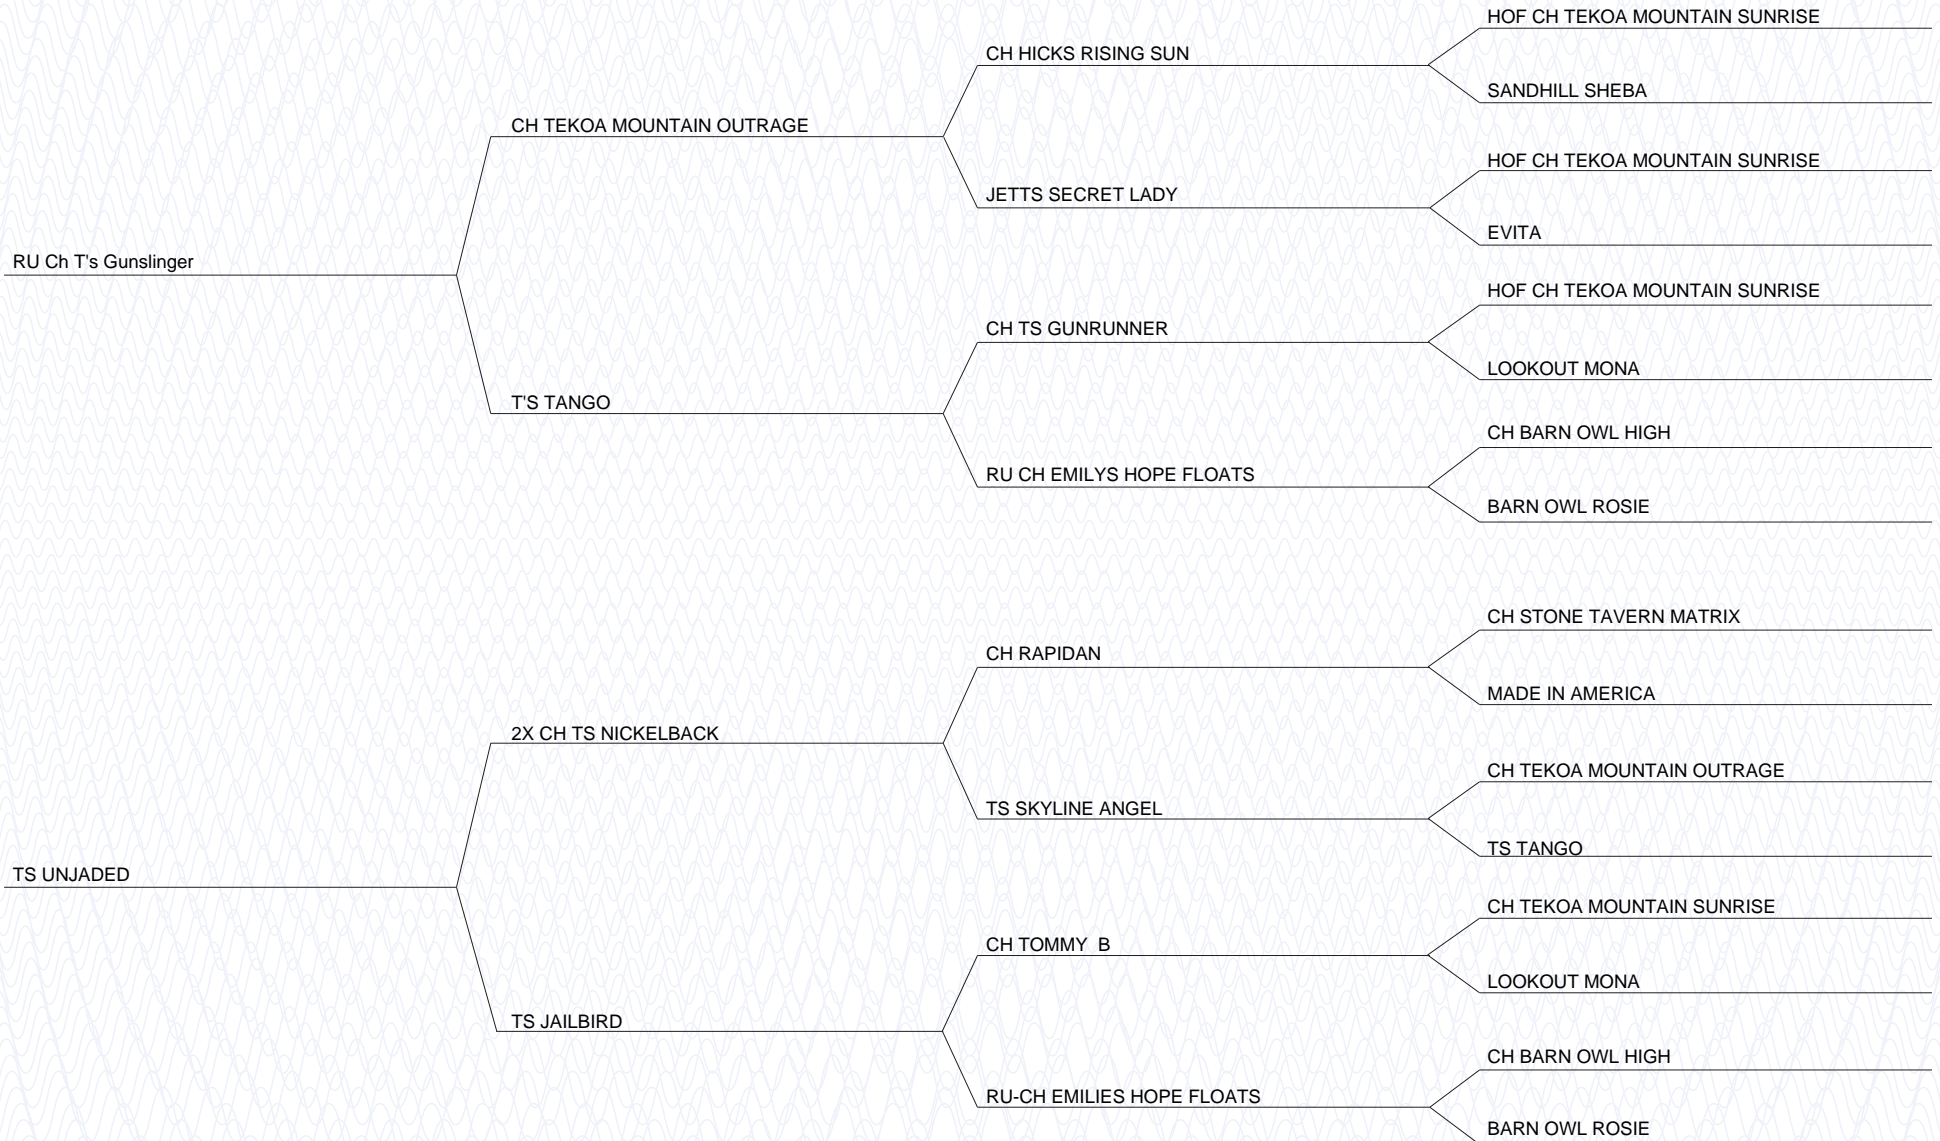 HOF CH TEKOA MOUNTAIN SUNRISE
CH HICKS RISING SUN
SANDHILL SHEBA
CH TEKOA MOUNTAIN OUTRAGE
HOF CH TEKOA MOUNTAIN SUNRISE
JETTS SECRET LADY
EVITA
RU Ch T's Gunslinger
HOF CH TEKOA MOUNTAIN SUNRISE
CH TS GUNRUNNER
LOOKOUT MONA
T'S TANGO
CH BARN OWL HIGH
RU CH EMILYS HOPE FLOATS
BARN OWL ROSIE
CH STONE TAVERN MATRIX
CH RAPIDAN
MADE IN AMERICA
2X CH TS NICKELBACK
CH TEKOA MOUNTAIN OUTRAGE
TS SKYLINE ANGEL
TS TANGO
TS UNJADED
CH TEKOA MOUNTAIN SUNRISE
CH TOMMY  B
LOOKOUT MONA
TS JAILBIRD
CH BARN OWL HIGH
RU-CH EMILIES HOPE FLOATS
BARN OWL ROSIE